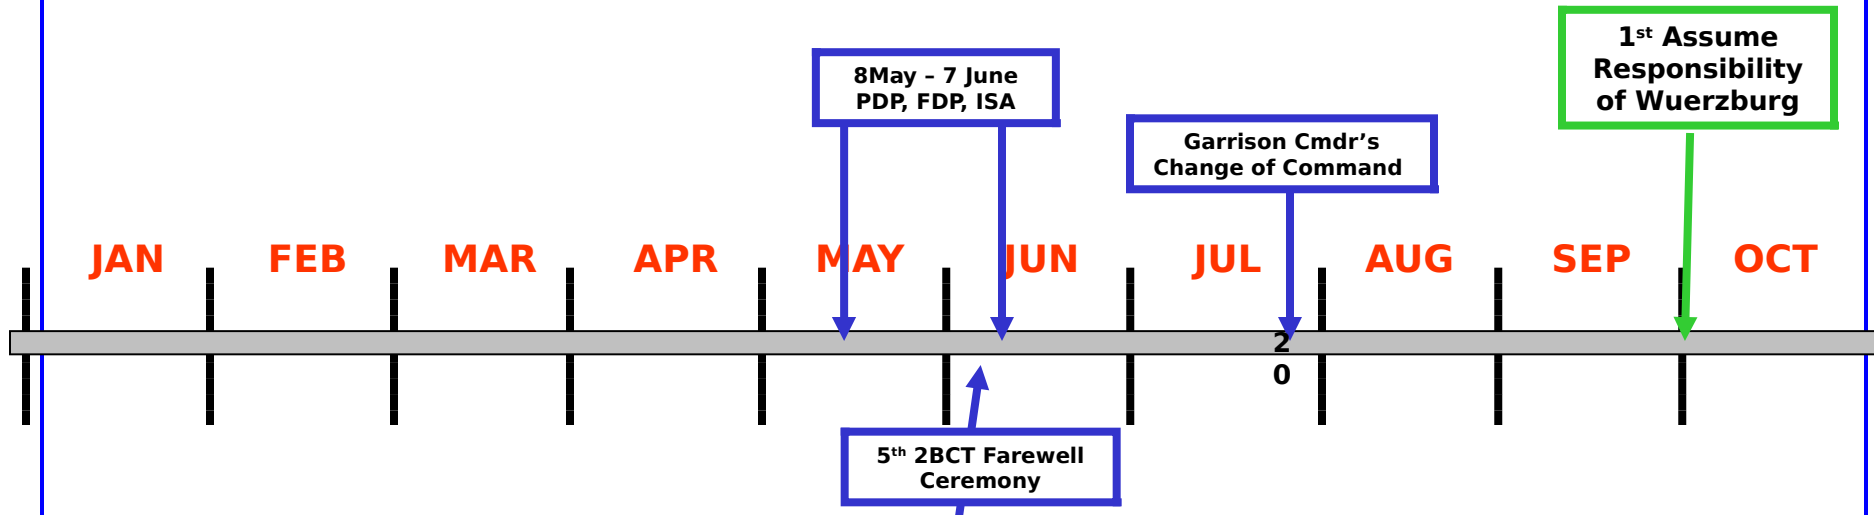 1st Assume
Responsibility
of Wuerzburg
8May – 7 June
PDP, FDP, ISA
Garrison Cmdr’s
Change of Command
JAN FEB MAR APR MAY JUN JUL AUG SEP OCT
2
0
5th 2BCT Farewell
Ceremony